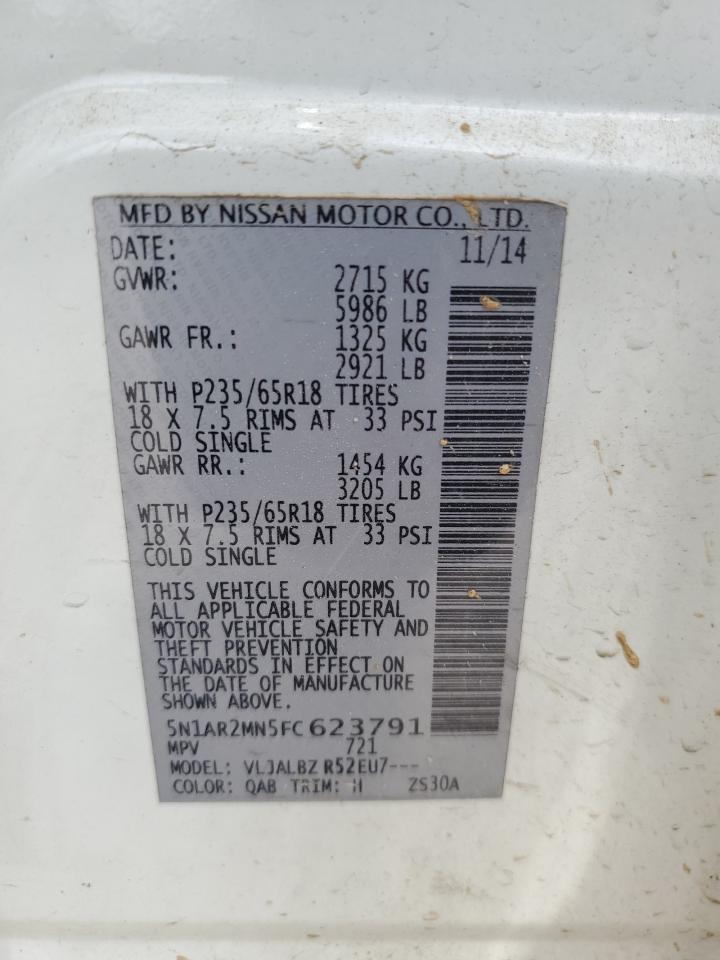 MFD BY NISSAN MOTOR CO., LTD.
DATE: 11/14
GVWR: 2715 KG
5986 LB
GAWR FR.: 1325 KG
2921 LB
WITH P235/65R18 TIRES
18 X 7.5 RIMS AT 33 PSI
COLD SINGLE
GAWR RR.: 1454 KG
3205 LB
WITH P235/65R18 TIRES
18 X 7.5 RIMS AT 33 PSI
COLD SINGLE
THIS VEHICLE CONFORMS TO
ALL APPLICABLE FEDERAL
MOTOR VEHICLE SAFETY AND
THEFT PREVENTION
STANDARDS IN EFFECT ON
THE DATE OF MANUFACTURE
SHOWN ABOVE.
5N1AR2MN5FC623791
MPV 721
MODEL: VLJALBZ R52EU7---
COLOR: QAB TRIM: H ZS30A